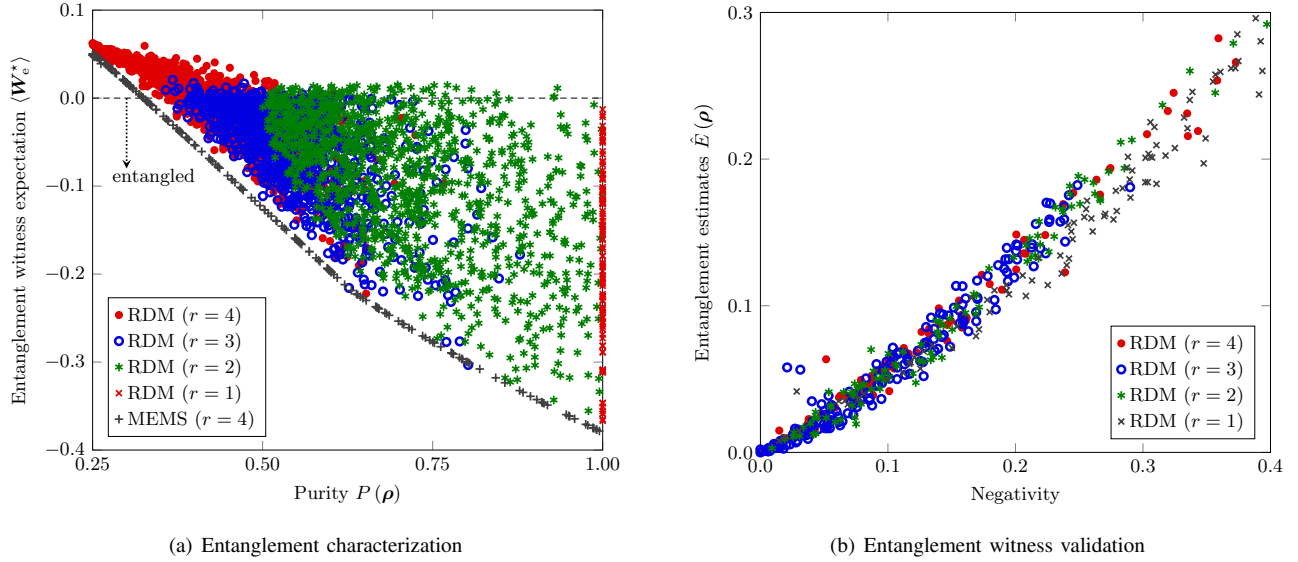 0.1
0.0
−0.1
−0.2
−0.3
−0.4
Entanglement witness expectation ⟨W_e^⋆⟩
entangled
RDM (r = 4)
RDM (r = 3)
RDM (r = 2)
RDM (r = 1)
MEMS (r = 4)
0.25
0.50
0.75
1.00
Purity P (ρ)
(a) Entanglement characterization
0.3
0.2
0.1
0.0
Entanglement estimates Ê (ρ)
RDM (r = 4)
RDM (r = 3)
RDM (r = 2)
RDM (r = 1)
0.0
0.1
0.2
0.3
0.4
Negativity
(b) Entanglement witness validation